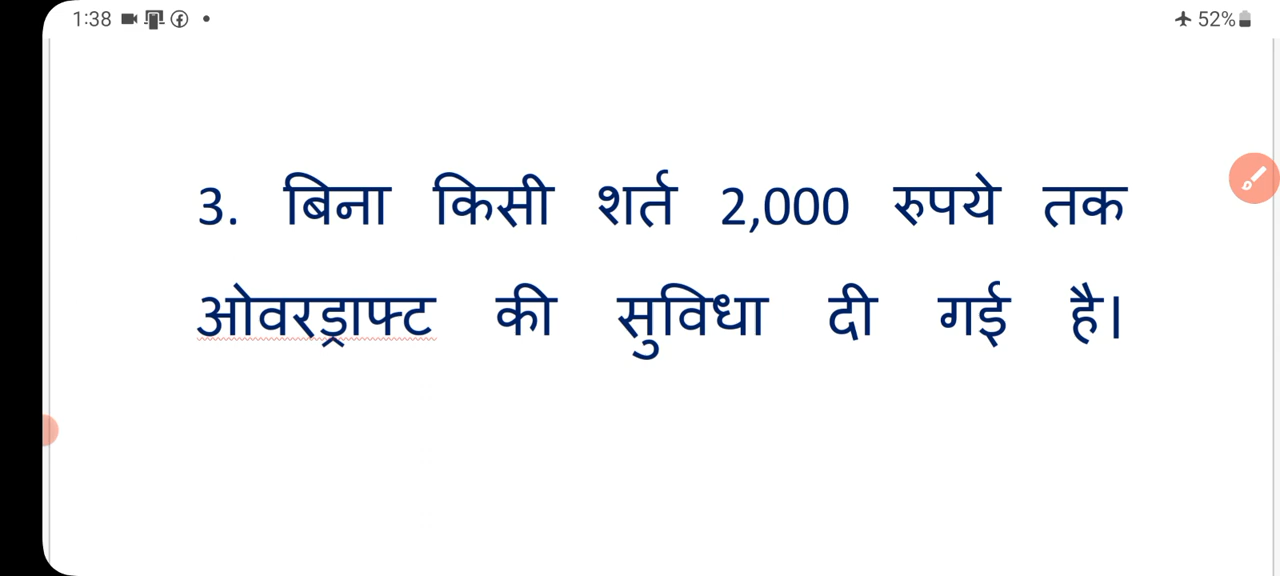 1:38
52%
3. बिना किसी शर्त 2,000 रुपये तक
ओवरड्राफ्ट की सुविधा दी गई है।